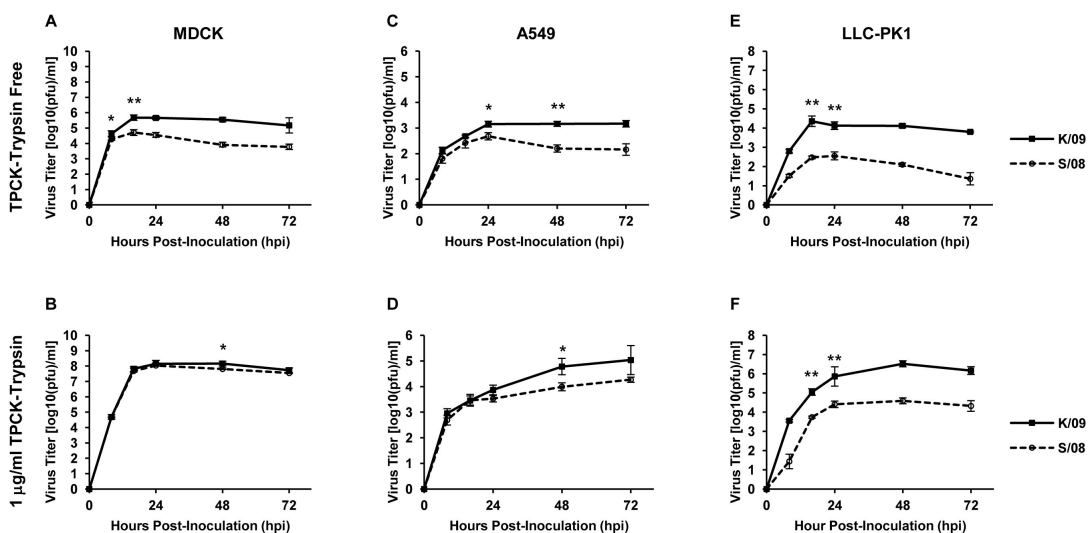 A
MDCK
TPCK-Trypsin Free
Virus Titer [log10(pfu)/ml]
10
9
8
7
6
5
4
3
2
1
0
* **
0 24 48 72
Hours Post-Inoculation (hpi)
C
A549
Virus Titer [log10(pfu)/ml]
6
5
4
3
2
1
0
* **
0 24 48 72
Hours Post-Inoculation (hpi)
E
LLC-PK1
Virus Titer [log10(pfu)/ml]
8
7
6
5
4
3
2
1
0
** **
0 24 48 72
Hours Post-Inoculation (hpi)
K/09
S/08
B
1 µg/ml TPCK-Trypsin
Virus Titer [log10(pfu)/ml]
10
9
8
7
6
5
4
3
2
1
0
*
0 24 48 72
Hours Post-Inoculation (hpi)
D
Virus Titer [log10(pfu)/ml]
6
5
4
3
2
1
0
*
0 24 48 72
Hours Post-Inoculation (hpi)
F
Virus Titer [log10(pfu)/ml]
8
7
6
5
4
3
2
1
0
** **
0 24 48 72
Hour Post-Inoculation (hpi)
K/09
S/08